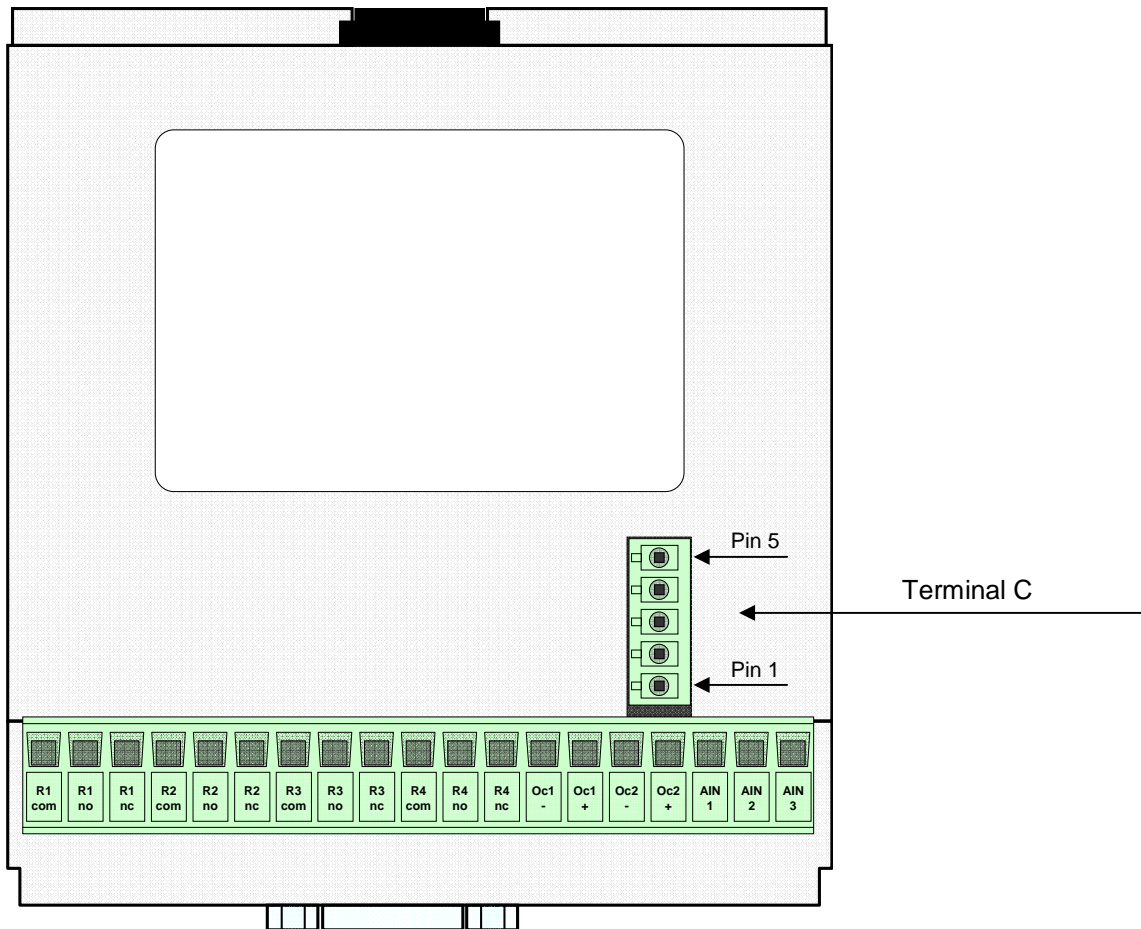 Pin 5
Terminal C
Pin 1
R1 com
R1 no
R1 nc
R2 com
R2 no
R2 nc
R3 com
R3 no
R3 nc
R4 com
R4 no
R4 nc
Oc1 -
Oc1 +
Oc2 -
Oc2 +
AIN 1
AIN 2
AIN 3